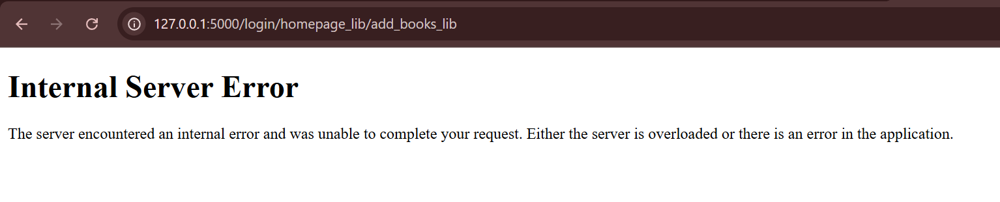 127.0.0.1:5000/login/homepage_lib/add_books_lib
Internal Server Error
The server encountered an internal error and was unable to complete your request. Either the server is overloaded or there is an error in the application.